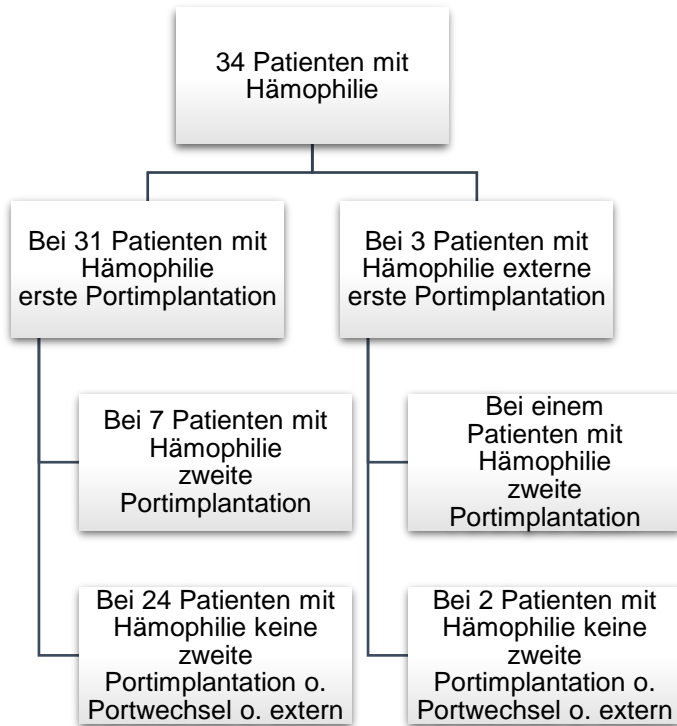 34 Patienten mit
Hämophilie
Bei 31 Patienten mit
Hämophilie
erste Portimplantation
Bei 3 Patienten mit
Hämophilie externe
erste Portimplantation
Bei 7 Patienten mit
Hämophilie
zweite
Portimplantation
Bei einem
Patienten mit
Hämophilie
zweite
Portimplantation
Bei 24 Patienten mit
Hämophilie keine
zweite
Portimplantation o.
Portwechsel o. extern
Bei 2 Patienten mit
Hämophilie keine
zweite
Portimplantation o.
Portwechsel o. extern